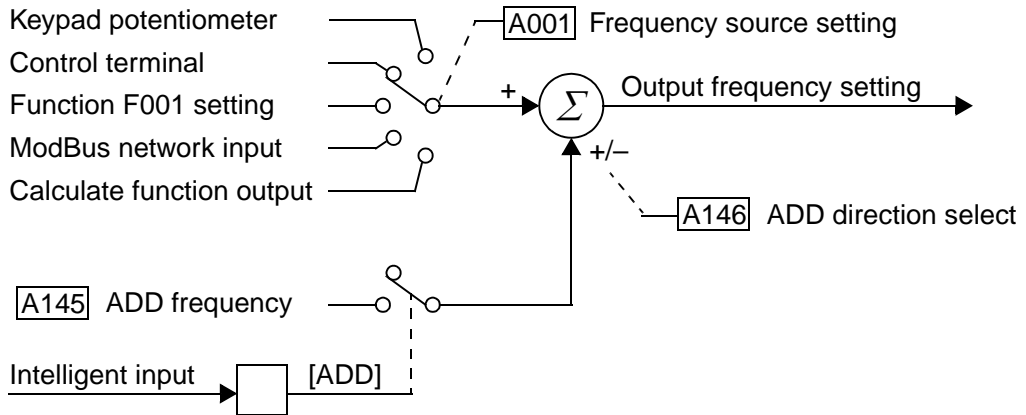 Keypad potentiometer
A001 Frequency source setting
Control terminal
Function F001 setting
+
Σ
Output frequency setting
ModBus network input
+/–
Calculate function output
A146 ADD direction select
A145 ADD frequency
Intelligent input
[ADD]